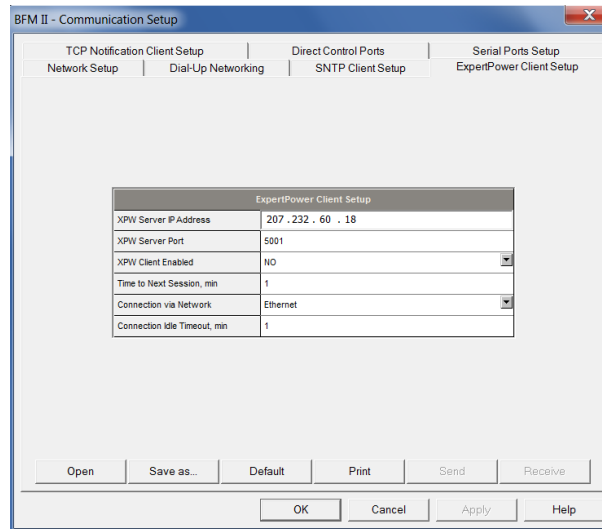 BFM II - Communication Setup
X
TCP Notification Client Setup
Direct Control Ports
Serial Ports Setup
Network Setup
Dial-Up Networking
SNTP Client Setup
ExpertPower Client Setup
ExpertPower Client Setup
XPW Server IP Address 207 . 232 . 60 . 18
XPW Server Port 5001
XPW Client Enabled NO
Time to Next Session, min 1
Connection via Network Ethernet
Connection Idle Timeout, min 1
Open Save as... Default Print Send Receive
OK Cancel Apply Help